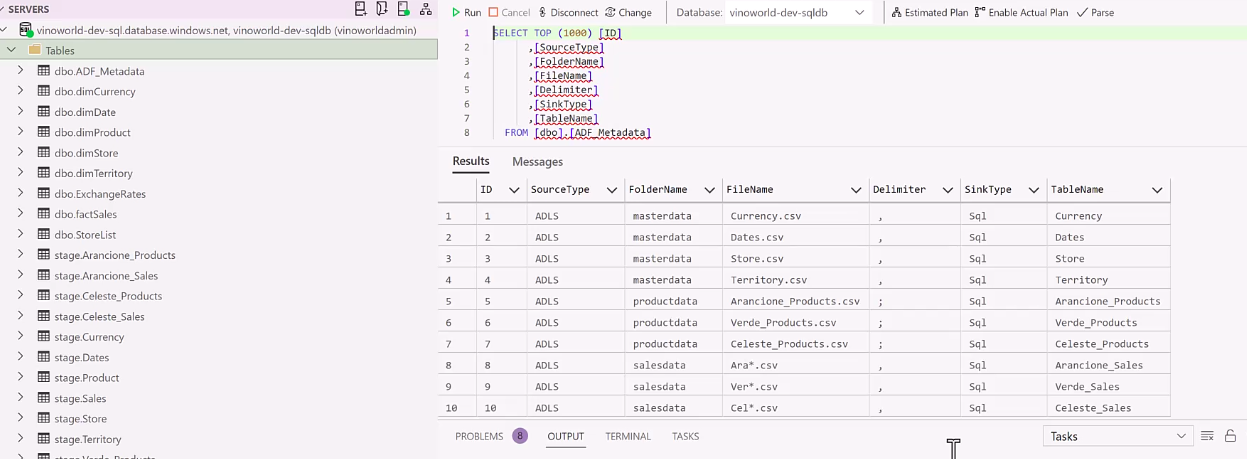 SERVERS
vinoworld-dev-sql.database.windows.net, vinoworld-dev-sqldb (vinoworldadmin)
Tables
dbo.ADF_Metadata
dbo.dimCurrency
dbo.dimDate
dbo.dimProduct
dbo.dimStore
dbo.dimTerritory
dbo.ExchangeRates
dbo.factSales
dbo.StoreList
stage.Arancione_Products
stage.Arancione_Sales
stage.Celeste_Products
stage.Celeste_Sales
stage.Currency
stage.Dates
stage.Product
stage.Sales
stage.Store
stage.Territory
Run Cancel Disconnect Change Database: vinoworld-dev-sqldb Estimated Plan Enable Actual Plan Parse
1 SELECT TOP (1000) [ID]
2 ,[SourceType]
3 ,[FolderName]
4 ,[FileName]
5 ,[Delimiter]
6 ,[SinkType]
7 ,[TableName]
8 FROM [dbo].[ADF_Metadata]
Results Messages
ID SourceType FolderName FileName Delimiter SinkType TableName
1 1 ADLS masterdata Currency.csv , Sql Currency
2 2 ADLS masterdata Dates.csv , Sql Dates
3 3 ADLS masterdata Store.csv , Sql Store
4 4 ADLS masterdata Territory.csv , Sql Territory
5 5 ADLS productdata Arancione_Products.csv ; Sql Arancione_Products
6 6 ADLS productdata Verde_Products.csv ; Sql Verde_Products
7 7 ADLS productdata Celeste_Products.csv ; Sql Celeste_Products
8 8 ADLS salesdata Ara*.csv , Sql Arancione_Sales
9 9 ADLS salesdata Ver*.csv , Sql Verde_Sales
10 10 ADLS salesdata Cel*.csv , Sql Celeste_Sales
PROBLEMS 8 OUTPUT TERMINAL TASKS Tasks